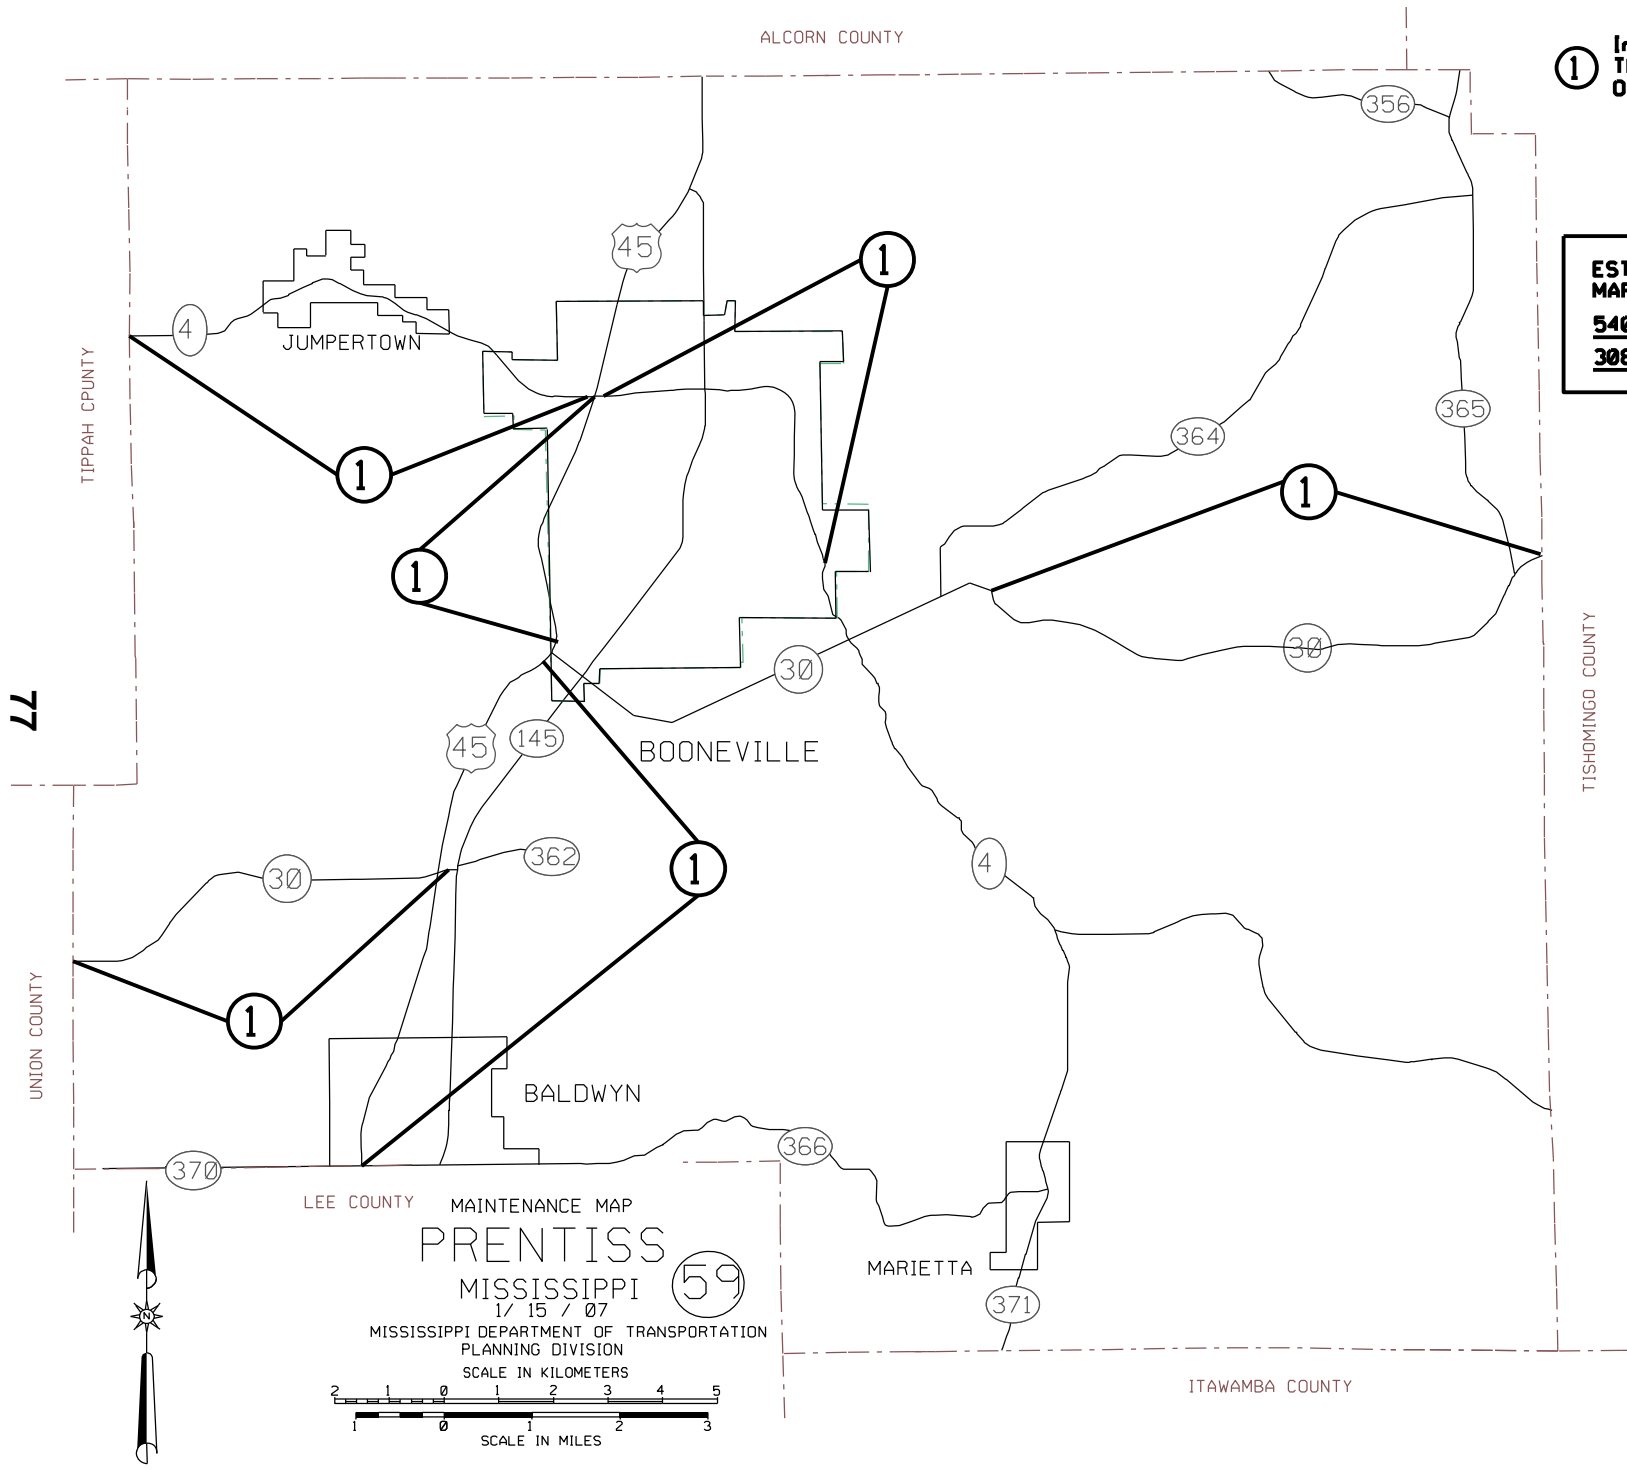 ALCORN COUNTY
1
356
45
1
4
JUMPERTOWN
TIPPAH CPUNTY
365
364
1
1
1
30
30
TISHOMINGO COUNTY
77
45
145
BOONEVILLE
362
1
4
30
1
UNION COUNTY
BALDWYN
366
370
LEE COUNTY
MAINTENANCE MAP
PRENTISS
59
MISSISSIPPI
1/ 15 / 07
MISSISSIPPI DEPARTMENT OF TRANSPORTATION
PLANNING DIVISION
SCALE IN KILOMETERS
2 1 0 1 2 3 4 5
1 0 1 2 3
SCALE IN MILES
N
MARIETTA
371
ITAWAMBA COUNTY